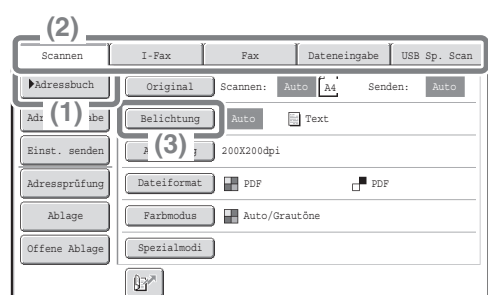 (2)
Scannen I-Fax Fax Dateneingabe USB Sp. Scan
Adressbuch Original Scannen: Auto A4 Senden: Auto
(1) Belichtung Auto Text
Einst. senden (3) 200X200dpi
Adressprüfung Dateiformat PDF PDF
Ablage Farbmodus Auto/Grautöne
Offene Ablage Spezialmodi